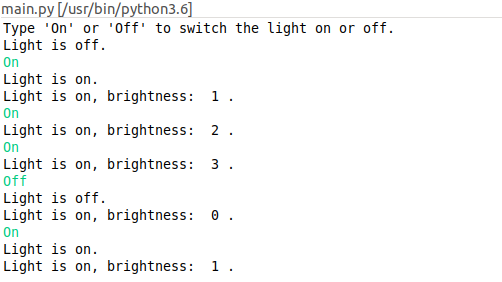 main.py [/usr/bin/python3.6]
Type 'On' or 'Off' to switch the light on or off.
Light is off.
On
Light is on.
Light is on, brightness:  1 .
On
Light is on, brightness:  2 .
On
Light is on, brightness:  3 .
Off
Light is off.
Light is on, brightness:  0 .
On
Light is on.
Light is on, brightness:  1 .